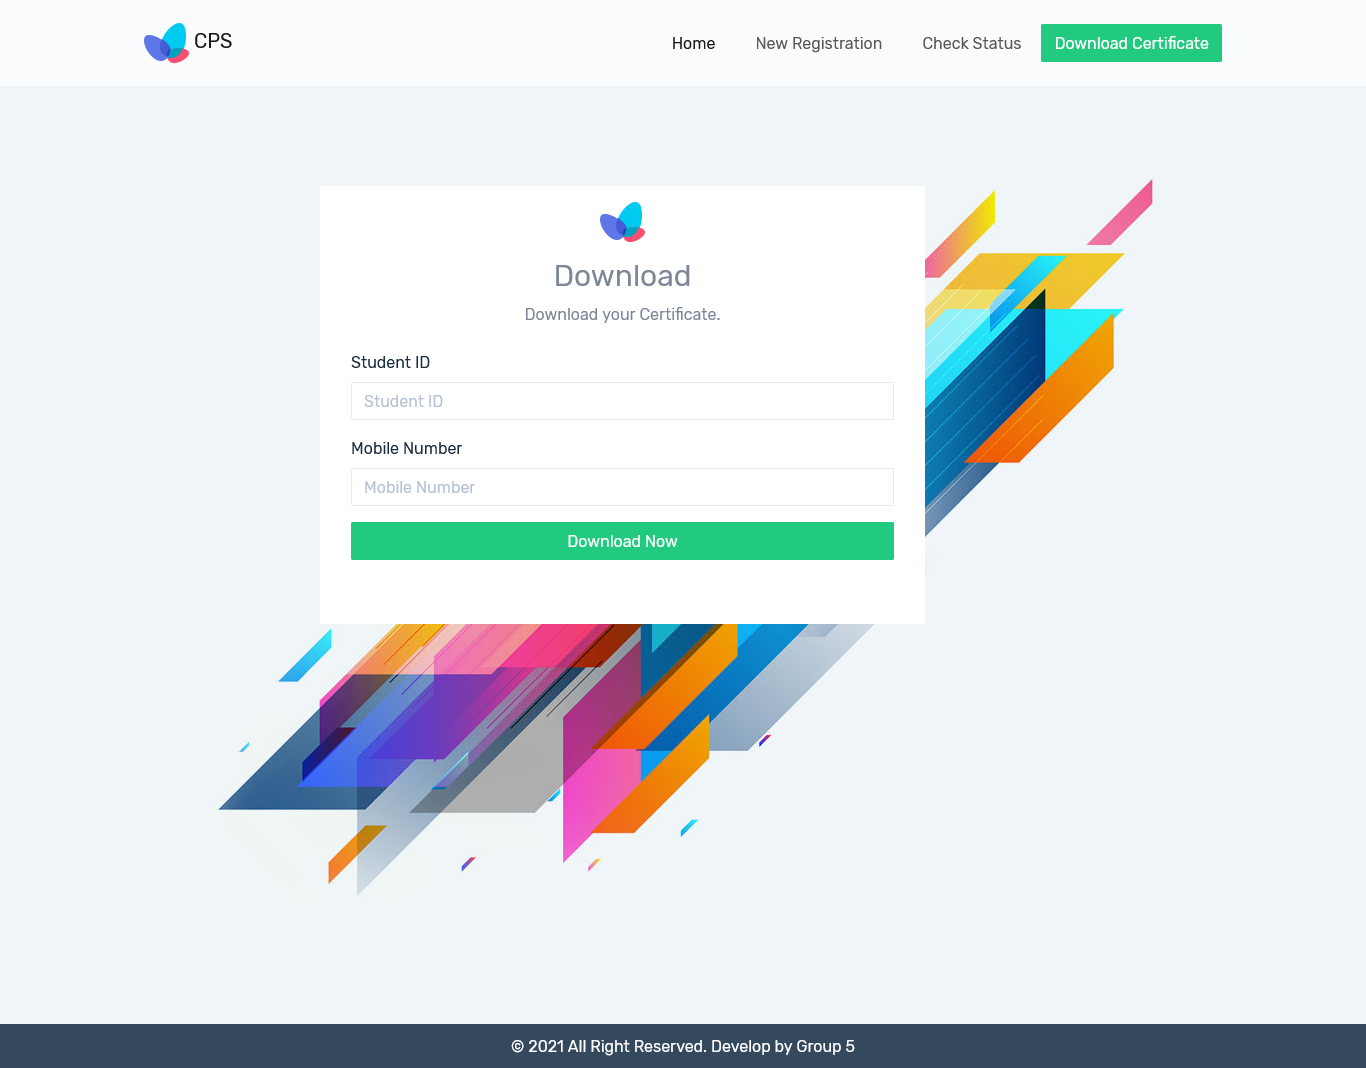 CPS
Home
New Registration
Check Status
Download Certificate
Download
Download your Certificate.
Student ID
Student ID
Mobile Number
Mobile Number
Download Now
© 2021 All Right Reserved. Develop by Group 5